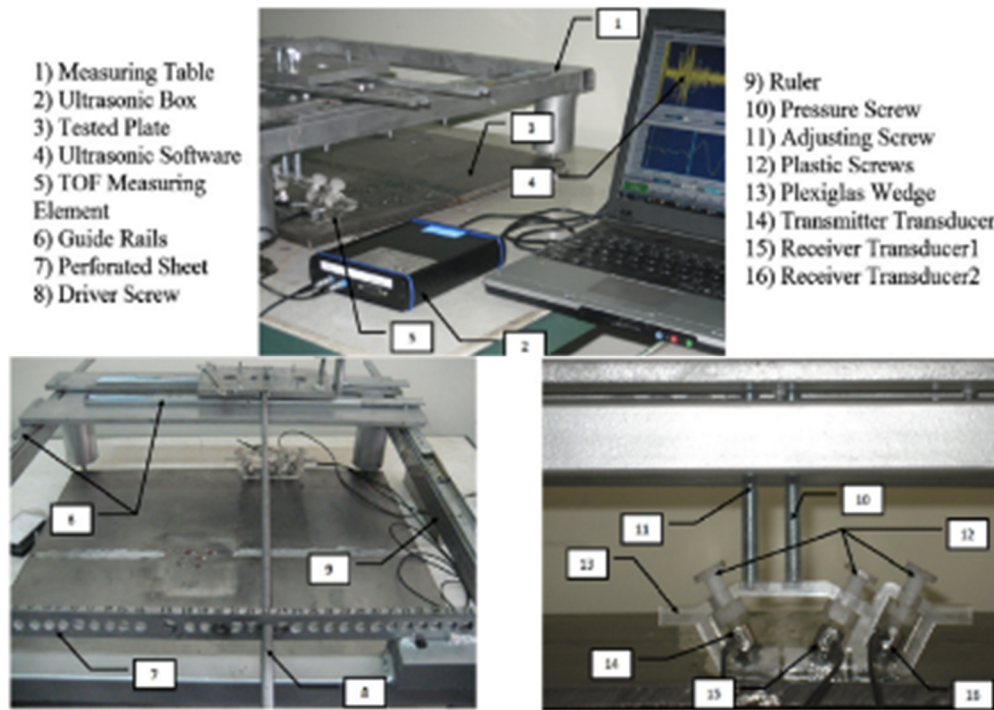 1) Measuring Table
2) Ultrasonic Box
3) Tested Plate
4) Ultrasonic Software
5) TOF Measuring
Element
6) Guide Rails
7) Perforated Sheet
8) Driver Screw
9) Ruler
10) Pressure Screw
11) Adjusting Screw
12) Plastic Screws
13) Plexiglas Wedge
14) Transmitter Transducer
15) Receiver Transducer1
16) Receiver Transducer2
1
3
4
5
2
6
9
7
8
11
10
12
13
14
15
16